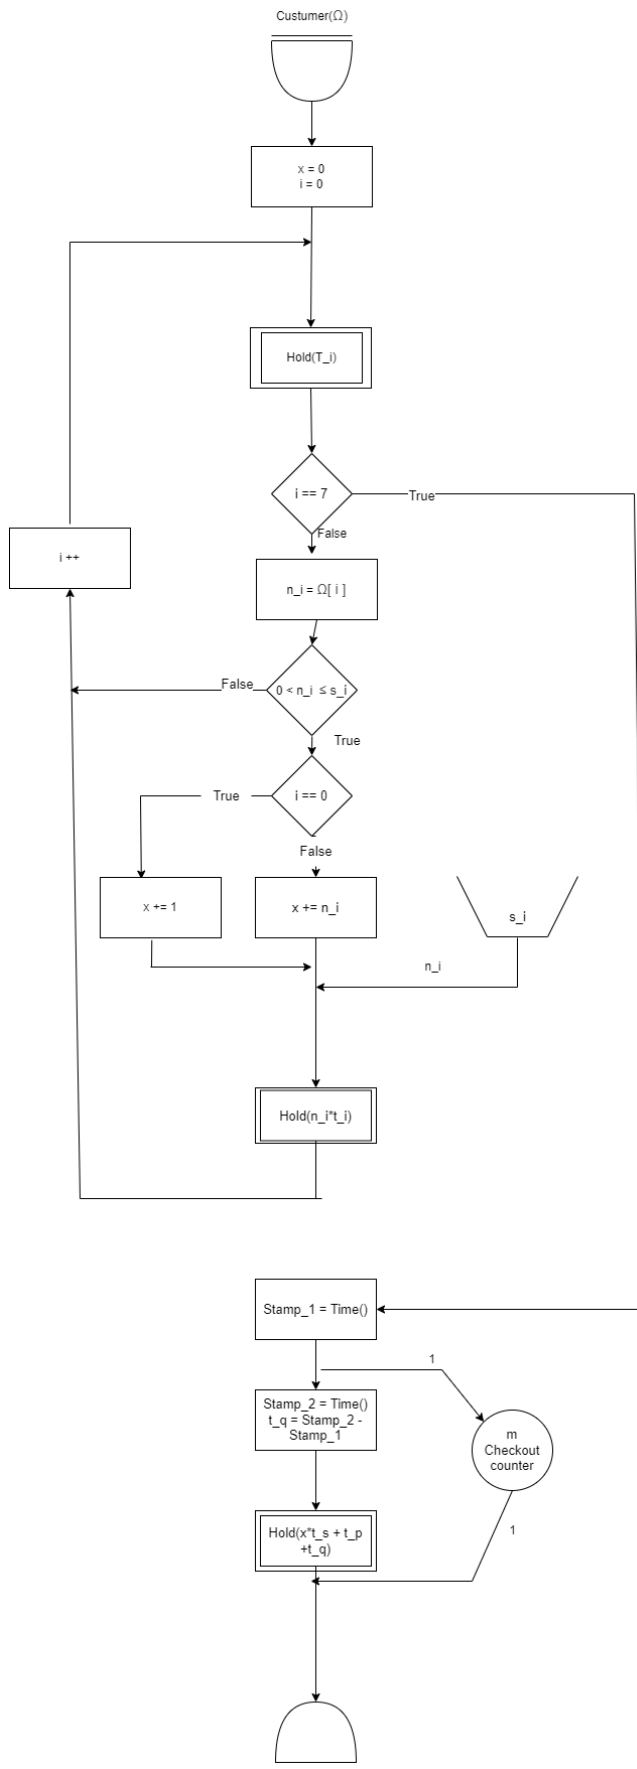 Custumer(Ω)
x = 0
i = 0
Hold(T_i)
i == 7
True
False
i ++
n_i = Ω[ i ]
False
0 < n_i ≤ s_i
True
i == 0
True
False
x += 1
x += n_i
s_i
n_i
Hold(n_i*t_i)
Stamp_1 = Time()
1
Stamp_2 = Time()
t_q = Stamp_2 -
Stamp_1
m
Checkout
counter
Hold(x*t_s + t_p
+t_q)
1